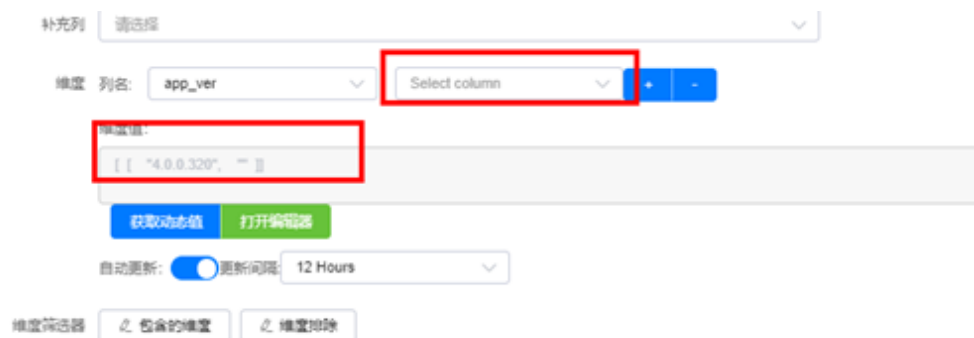 补充列 请选择
维度 列名: app_ver Select column + -
维度值:
[ [ "4.0.0.320", "" ]]
获取动态值 打开编辑器
自动更新: 更新间隔: 12 Hours
维度筛选器 包含的维度 维度排除